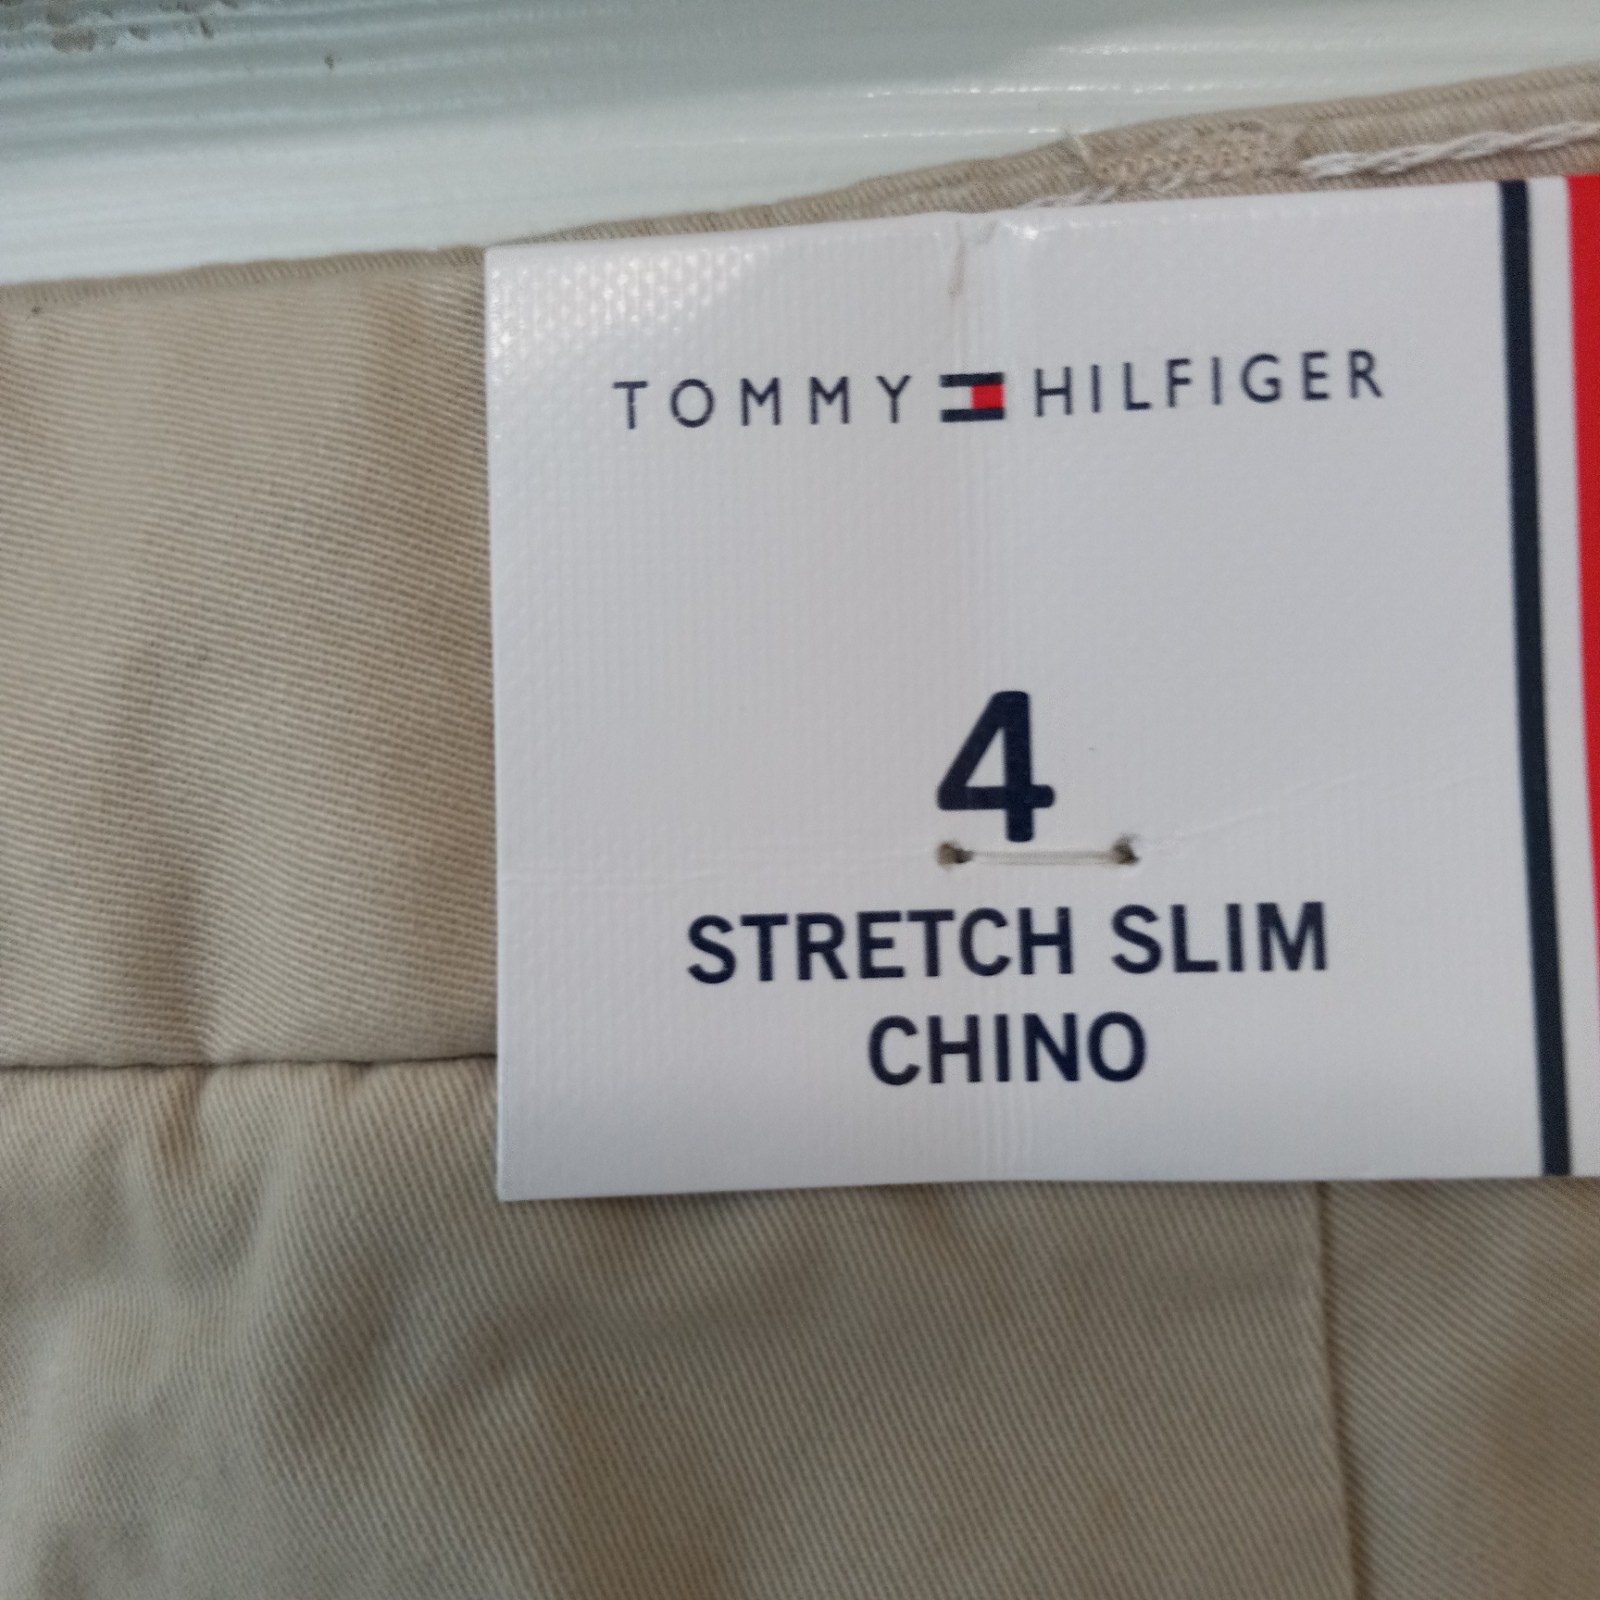 TOMMY HILFIGER
4
STRETCH SLIM
CHINO